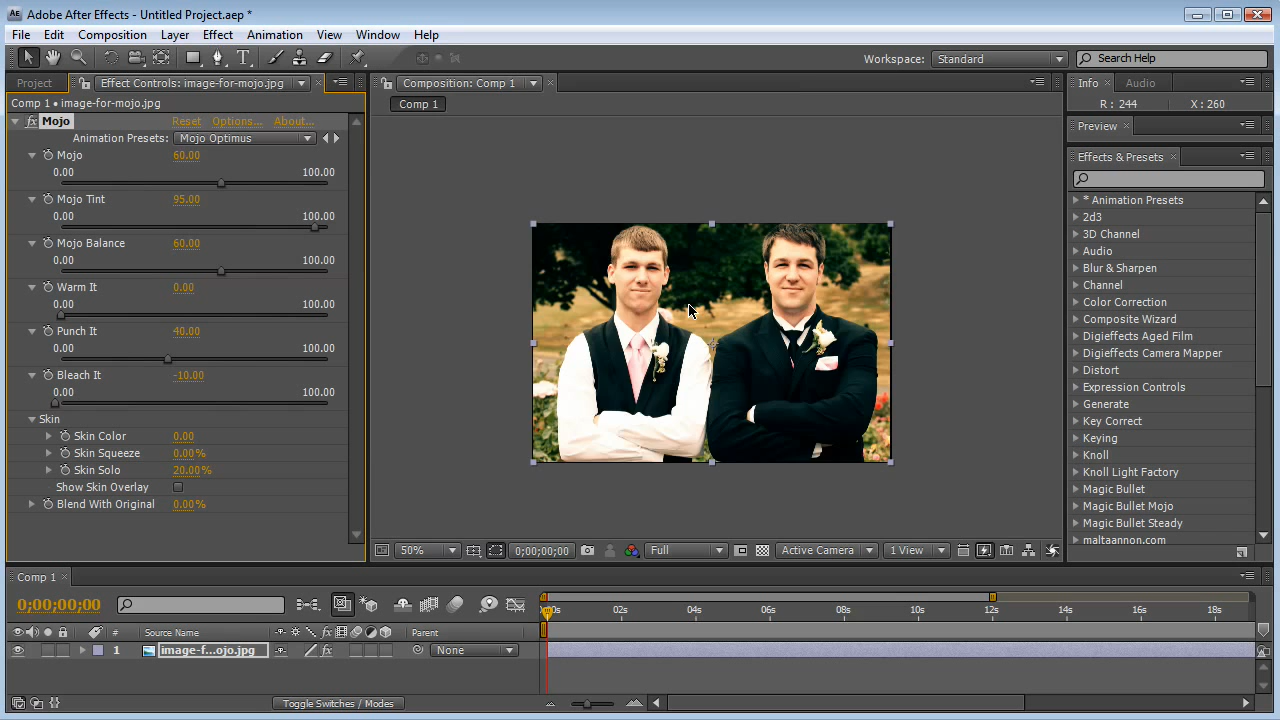 Adobe After Effects - Untitled Project.aep *
File Edit Composition Layer Effect Animation View Window Help
Workspace: Standard Search Help
Project Effect Controls: image-for-mojo.jpg
Comp 1 • image-for-mojo.jpg
fx Mojo Reset Options... About...
Animation Presets: Mojo Optimus
Mojo 60.00
0.00 100.00
Mojo Tint 95.00
0.00 100.00
Mojo Balance 60.00
0.00 100.00
Warm It 0.00
0.00 100.00
Punch It 40.00
0.00 100.00
Bleach It -10.00
0.00 100.00
Skin
Skin Color 0.00
Skin Squeeze 0.00%
Skin Solo 20.00%
Show Skin Overlay
Blend With Original 0.00%
Composition: Comp 1
Comp 1
50% 0;00;00;00 Full Active Camera 1 View
Info Audio
R : 244 X : 260
Preview
Effects & Presets
* Animation Presets
2d3
3D Channel
Audio
Blur & Sharpen
Channel
Color Correction
Composite Wizard
Digieffects Aged Film
Digieffects Camera Mapper
Distort
Expression Controls
Generate
Key Correct
Keying
Knoll
Knoll Light Factory
Magic Bullet
Magic Bullet Mojo
Magic Bullet Steady
maltaannon.com
Comp 1
0;00;00;00
00s 02s 04s 06s 08s 10s 12s 14s 16s 18s
# Source Name fx Parent
1 image-f...ojo.jpg fx None
Toggle Switches / Modes